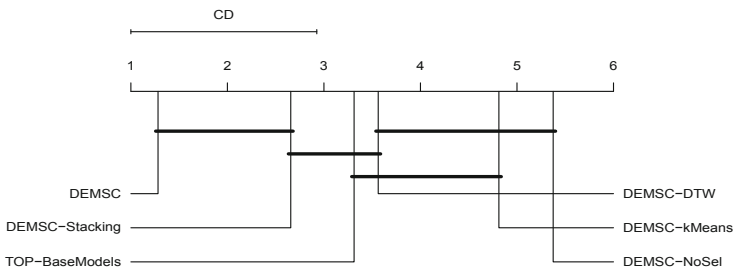 CD
1 2 3 4 5 6
DEMSC DEMSC−DTW
DEMSC−Stacking DEMSC−kMeans
TOP−BaseModels DEMSC−NoSel